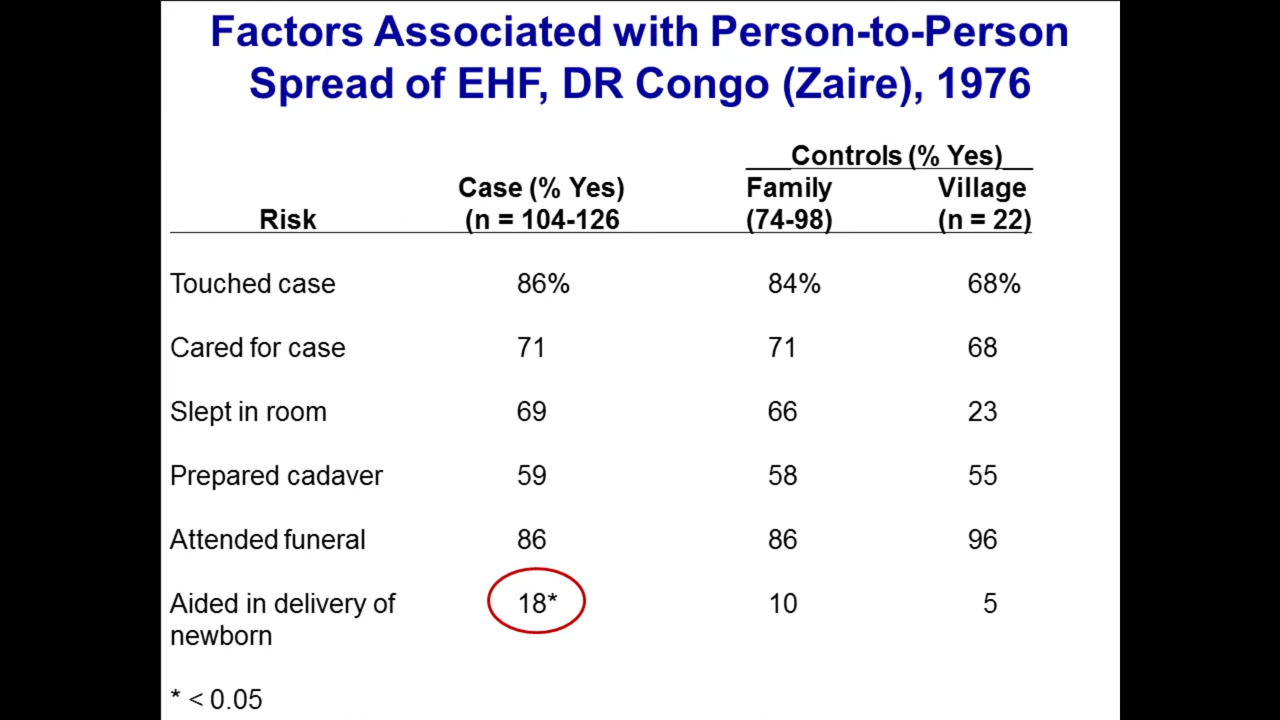 Factors Associated with Person-to-Person
Spread of EHF, DR Congo (Zaire), 1976
Controls (% Yes)
Case (% Yes) Family Village
Risk (n = 104-126 (74-98) (n = 22)
Touched case 86% 84% 68%
Cared for case 71 71 68
Slept in room 69 66 23
Prepared cadaver 59 58 55
Attended funeral 86 86 96
Aided in delivery of 18* 10 5
newborn
* < 0.05